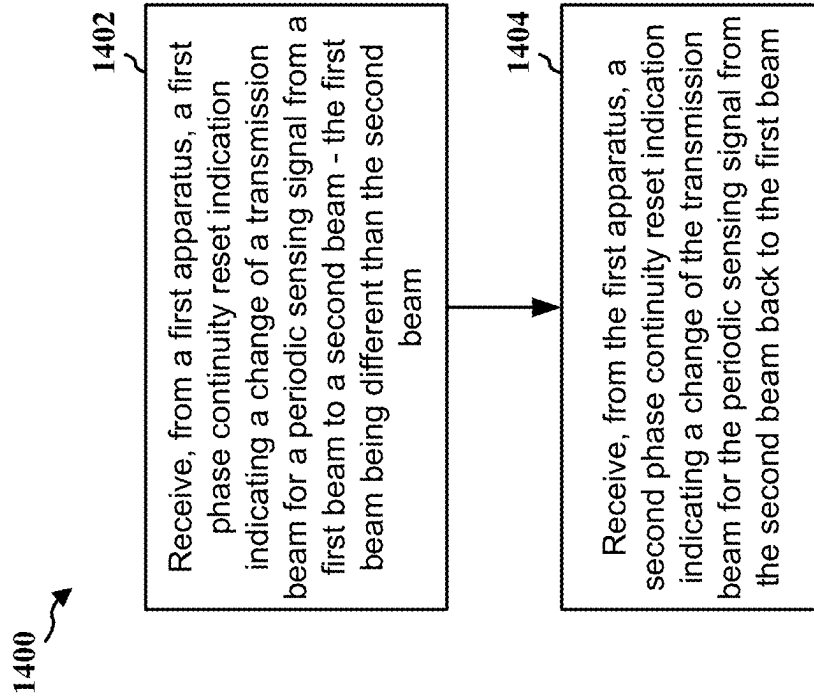 1400
1402
Receive, from a first apparatus, a first
phase continuity reset indication
indicating a change of a transmission
beam for a periodic sensing signal from a
first beam to a second beam - the first
beam being different than the second
beam
1404
Receive, from the first apparatus, a
second phase continuity reset indication
indicating a change of the transmission
beam for the periodic sensing signal from
the second beam back to the first beam